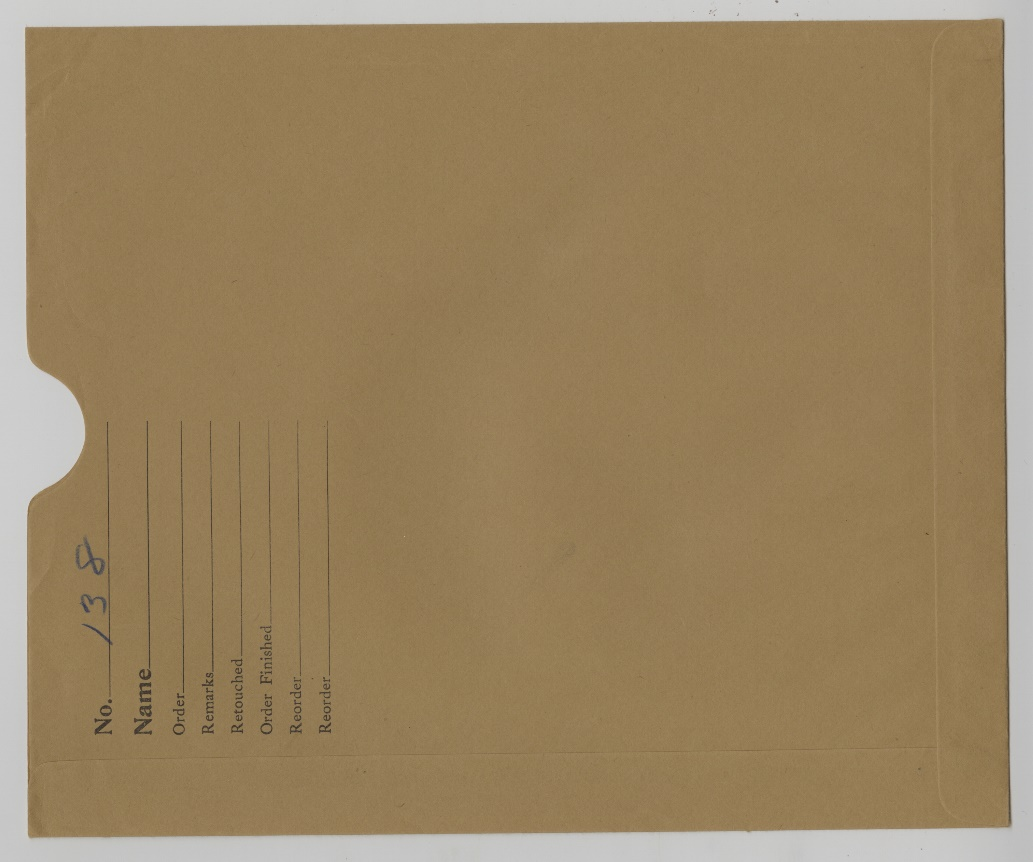 No. 138
Name
Order
Remarks
Retouched
Order Finished
Reorder
Reorder